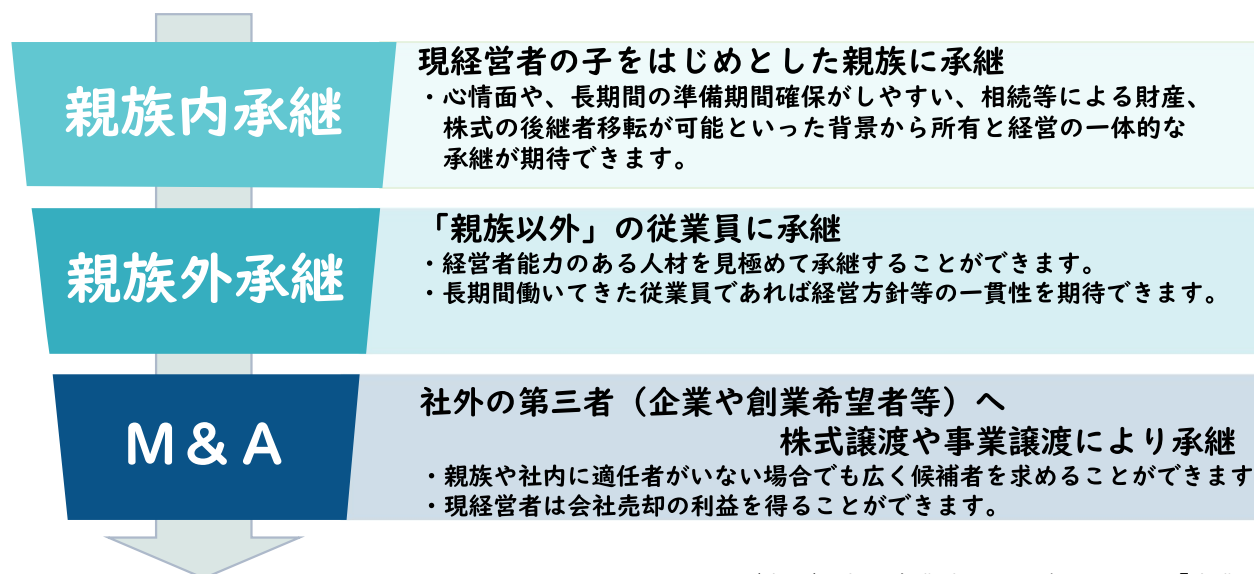 親族内承継
現経営者の子をはじめとした親族に承継
・心情面や、長期間の準備期間確保がしやすい、相続等による財産、
株式の後継者移転が可能といった背景から所有と経営の一体的な
承継が期待できます。
親族外承継
「親族以外」の従業員に承継
・経営者能力のある人材を見極めて承継することができます。
・長期間働いてきた従業員であれば経営方針等の一貫性を期待できます。
M&A
社外の第三者（企業や創業希望者等）へ
株式譲渡や事業譲渡により承継
・親族や社内に適任者がいない場合でも広く候補者を求めることができます
・現経営者は会社売却の利益を得ることができます。